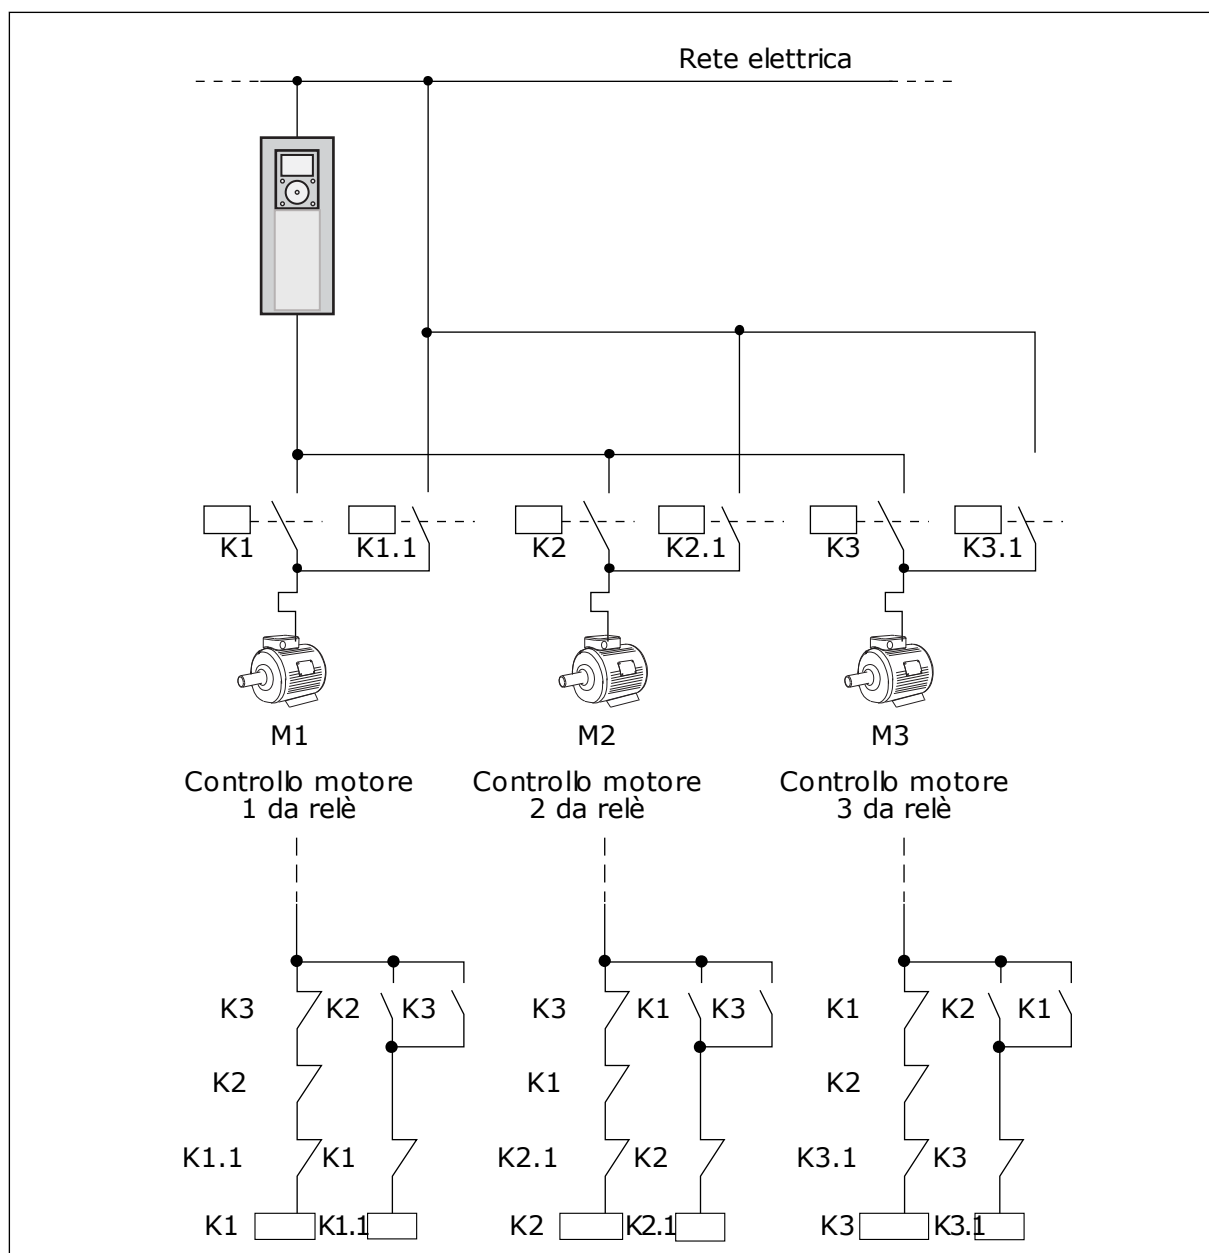 Rete elettrica
K1 K1.1 K2 K2.1 K3 K3.1
M1 M2 M3
Controllo motore
1 da relè
Controllo motore
2 da relè
Controllo motore
3 da relè
K3 K2 K3 K3 K1 K3 K1 K2 K1
K2 K1 K2
K1.1 K1 K2.1 K2 K3.1 K3
K1 K1.1 K2 K2.1 K3 K3.1